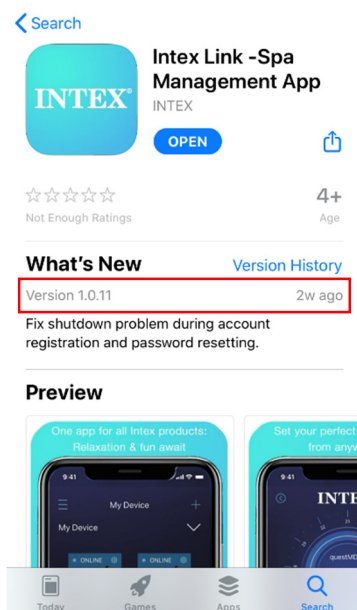 Search
INTEX®
Intex Link -Spa
Management App
INTEX
OPEN
Not Enough Ratings
4+
Age
What's New
Version History
Version 1.0.11
2w ago
Fix shutdown problem during account
registration and password resetting.
Preview
One app for all Intex products:
Relaxation & fun await
9:41
My Device
My Device
• ONLINE
• ONLINE
Set your perfect
from anyw
9:41
INTE
Today
Games
Apps
Search